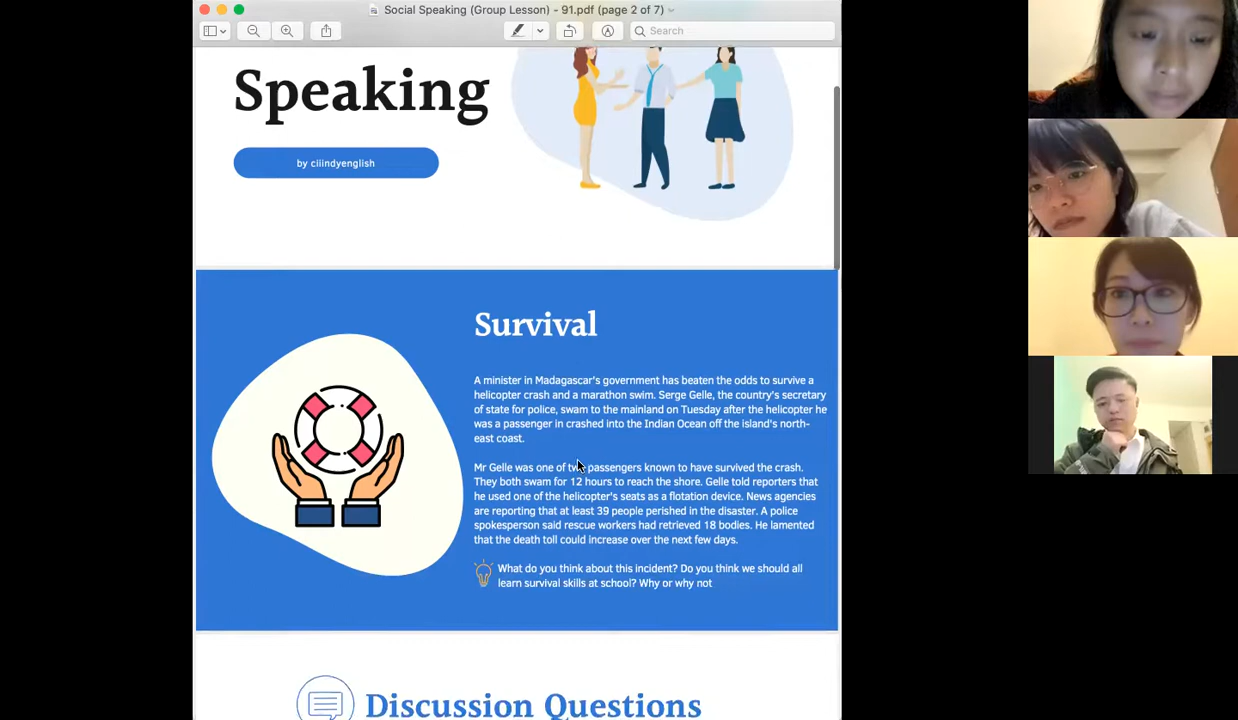 Social Speaking (Group Lesson) - 91.pdf (page 2 of 7)
Search
Speaking
by ciiindyenglish
Survival
A minister in Madagascar's government has beaten the odds to survive a
helicopter crash and a marathon swim. Serge Gelle, the country's secretary
of state for police, swam to the mainland on Tuesday after the helicopter he
was a passenger in crashed into the Indian Ocean off the island's north-
east coast.
Mr Gelle was one of two passengers known to have survived the crash.
They both swam for 12 hours to reach the shore. Gelle told reporters that
he used one of the helicopter's seats as a flotation device. News agencies
are reporting that at least 39 people perished in the disaster. A police
spokesperson said rescue workers had retrieved 18 bodies. He lamented
that the death toll could increase over the next few days.
What do you think about this incident? Do you think we should all
learn survival skills at school? Why or why not
Discussion Questions